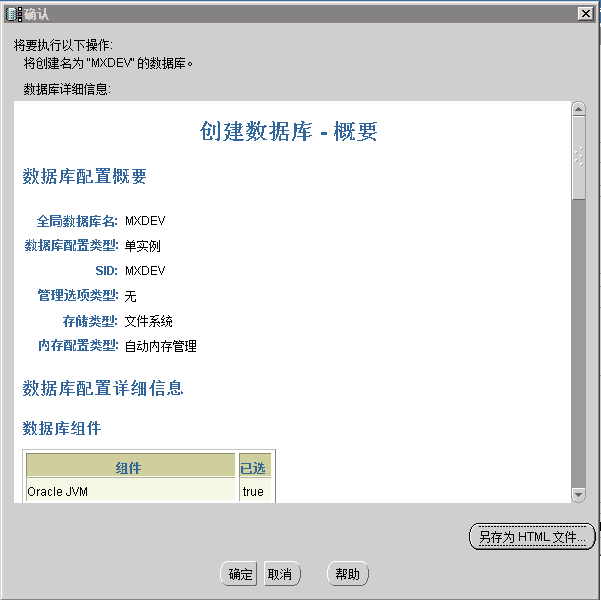 确认
将要执行以下操作:
将创建名为 "MXDEV" 的数据库。
数据库详细信息:
创建数据库 - 概要
数据库配置概要
全局数据库名: MXDEV
数据库配置类型: 单实例
SID: MXDEV
管理选项类型: 无
存储类型: 文件系统
内存配置类型: 自动内存管理
数据库配置详细信息
数据库组件
组件 已选
Oracle JVM true
另存为 HTML 文件...
确定 取消 帮助